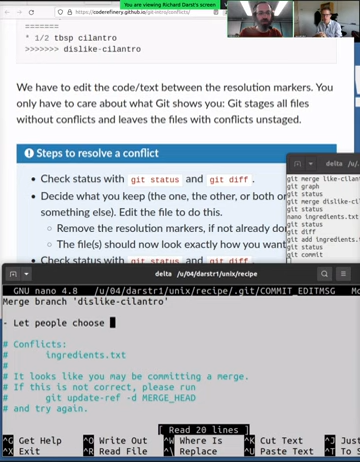 You are viewing Richard Darst's screen
https://coderefinery.github.io/git-intro/conflicts/
=======
* 1/2 tbsp cilantro
>>>>>>> dislike-cilantro
We have to edit the code/text between the resolution markers. You
only have to care about what Git shows you: Git stages all files
without conflicts and leaves the files with conflicts unstaged.
Steps to resolve a conflict
• Check status with git status and git diff .
• Decide what you keep (the one, the other, or both or
something else). Edit the file to do this.
◦ Remove the resolution markers, if not already do
◦ The file(s) should now look exactly how you want
• Check status with git status and git diff
delta
git merge like-cilan
git graph
git status
git merge dislike-ci
git status
nano ingredients.txt
git status
git diff
git add ingredients.
git status
git commit
delta /u/04/darstr1/unix/recipe
GNU nano 4.8 /u/04/darstr1/unix/recipe/.git/COMMIT_EDITMSG Mo
Merge branch 'dislike-cilantro'
- Let people choose
# Conflicts:
# ingredients.txt
#
# It looks like you may be committing a merge.
# If this is not correct, please run
# git update-ref -d MERGE_HEAD
# and try again.
[ Read 20 lines ]
^G Get Help ^O Write Out ^W Where Is ^K Cut Text ^J Just
^X Exit ^R Read File ^\ Replace ^U Paste Text ^T To S